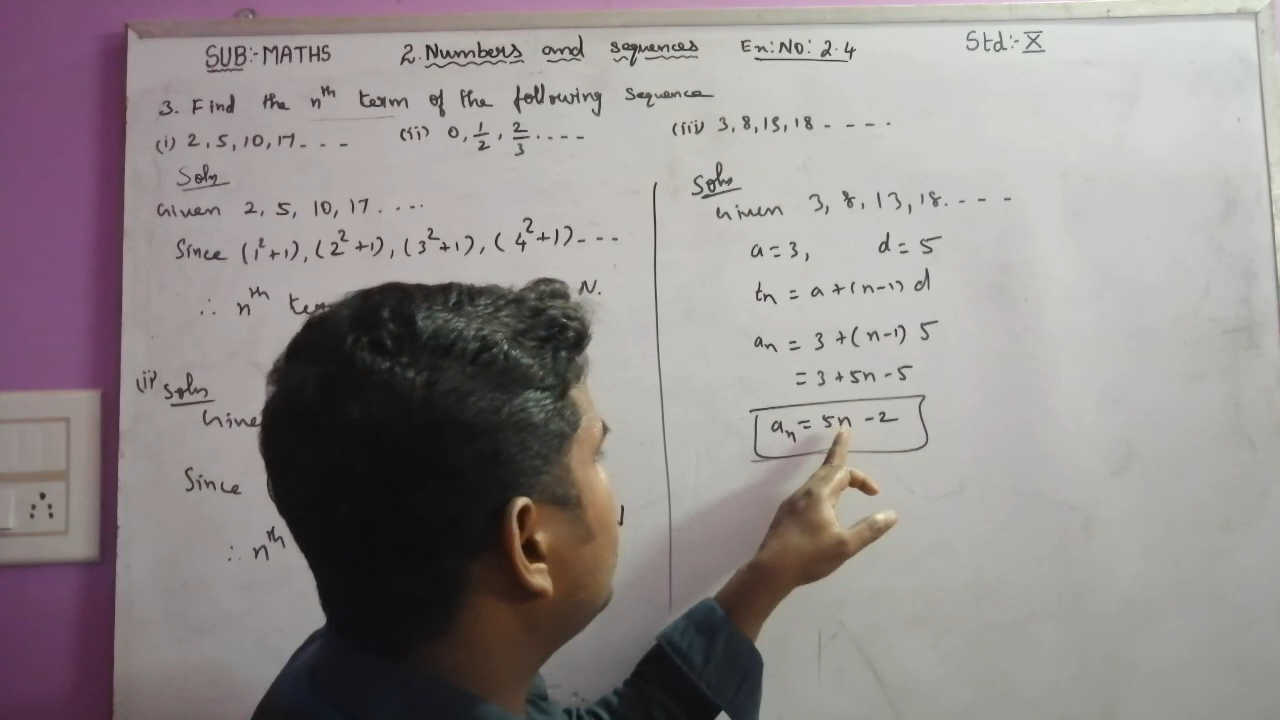 SUB:-MATHS 2. Numbers and sequences Ex: No: 2.4 Std:- X
3. Find the nth term of the following sequence
(i) 2, 5, 10, 17 - - - (ii) 0, 1/2, 2/3 . . . - - - (iii) 3, 8, 13, 18 - - - - .
Soln
Given 2, 5, 10, 17 . . . .
Since (1²+1), (2²+1), (3²+1), (4²+1) - - - -
∴ nth
N.
(ii) Soln
Since
∴ nth
Soln
Given 3, 8, 13, 18. - - - -
a = 3, d = 5
tn = a + (n-1) d
an = 3 + (n-1) 5
= 3 + 5n - 5
an = 5n - 2